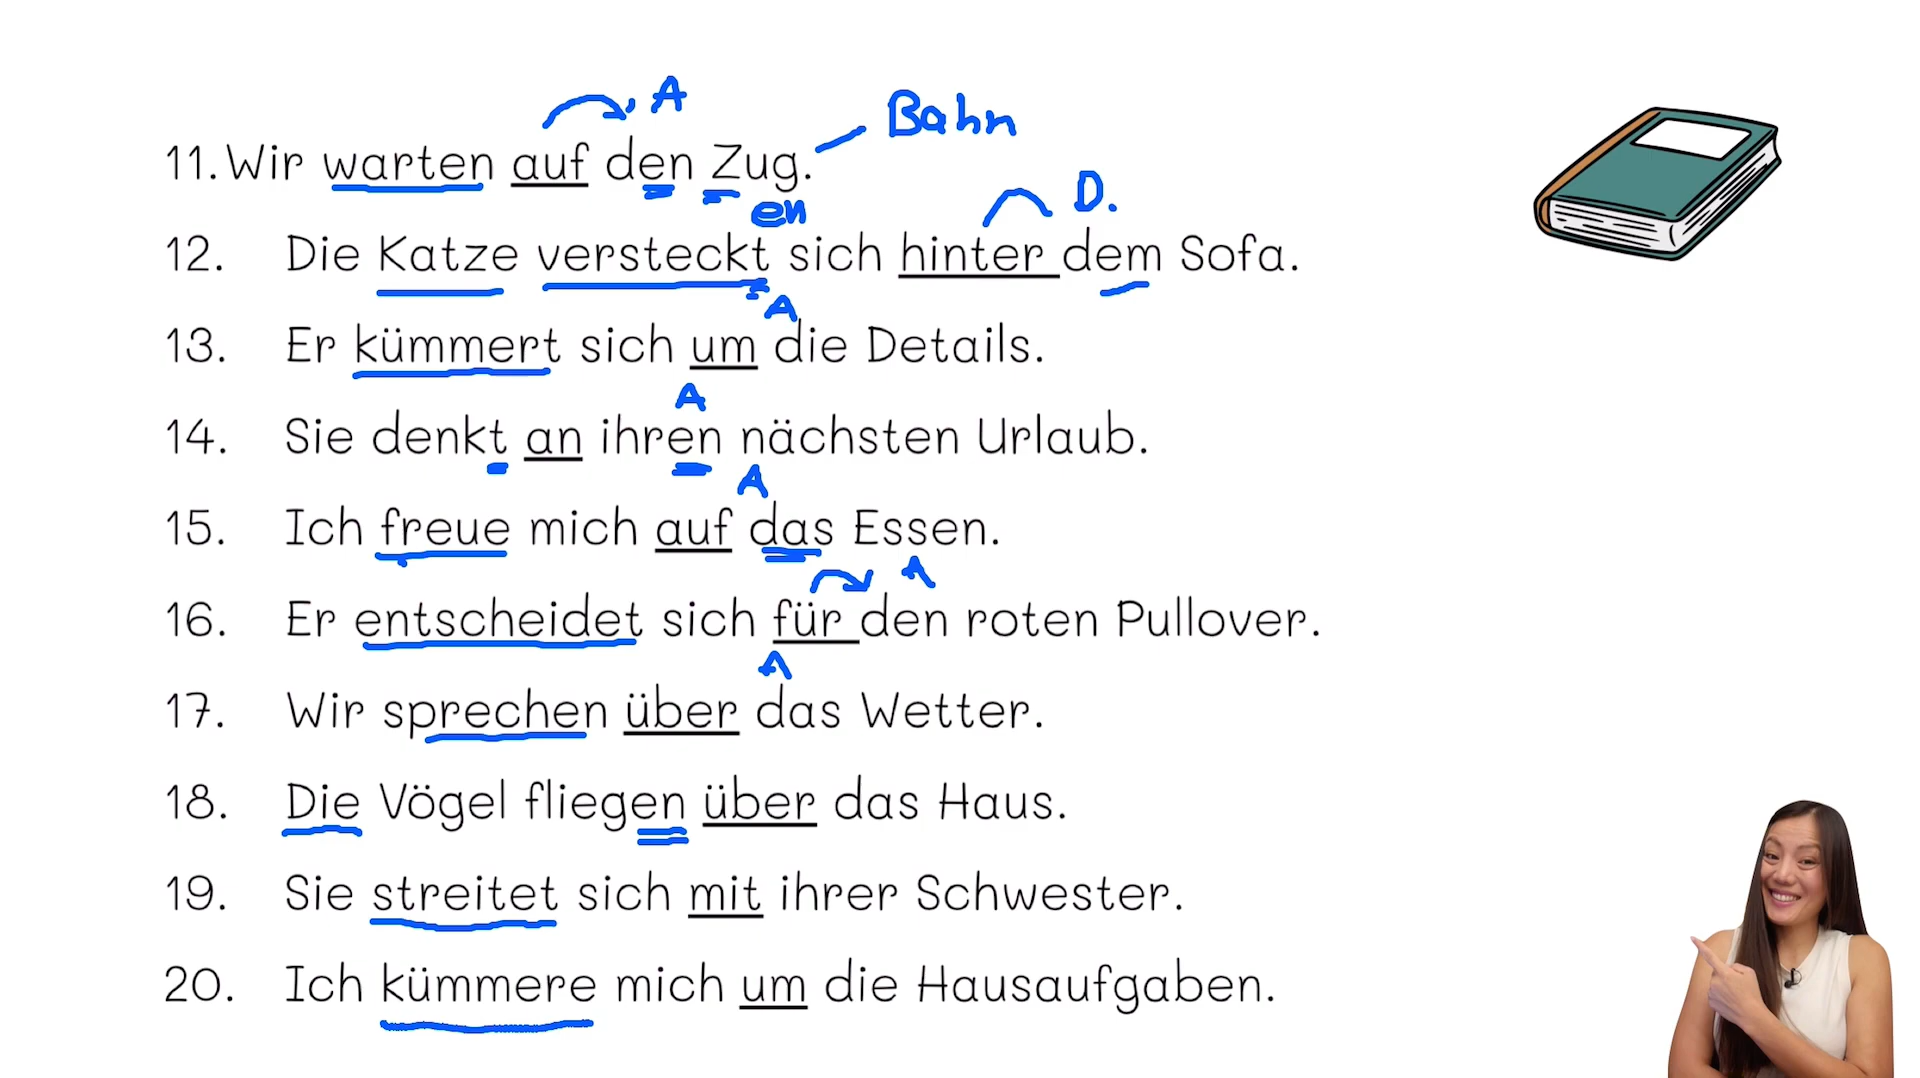 A
Bahn
11. Wir warten auf den Zug.
D.
en
12. Die Katze versteckt sich hinter dem Sofa.
A
13. Er kümmert sich um die Details.
A
14. Sie denkt an ihren nächsten Urlaub.
A
15. Ich freue mich auf das Essen.
A
16. Er entscheidet sich für den roten Pullover.
A
17. Wir sprechen über das Wetter.
18. Die Vögel fliegen über das Haus.
19. Sie streitet sich mit ihrer Schwester.
20. Ich kümmere mich um die Hausaufgaben.